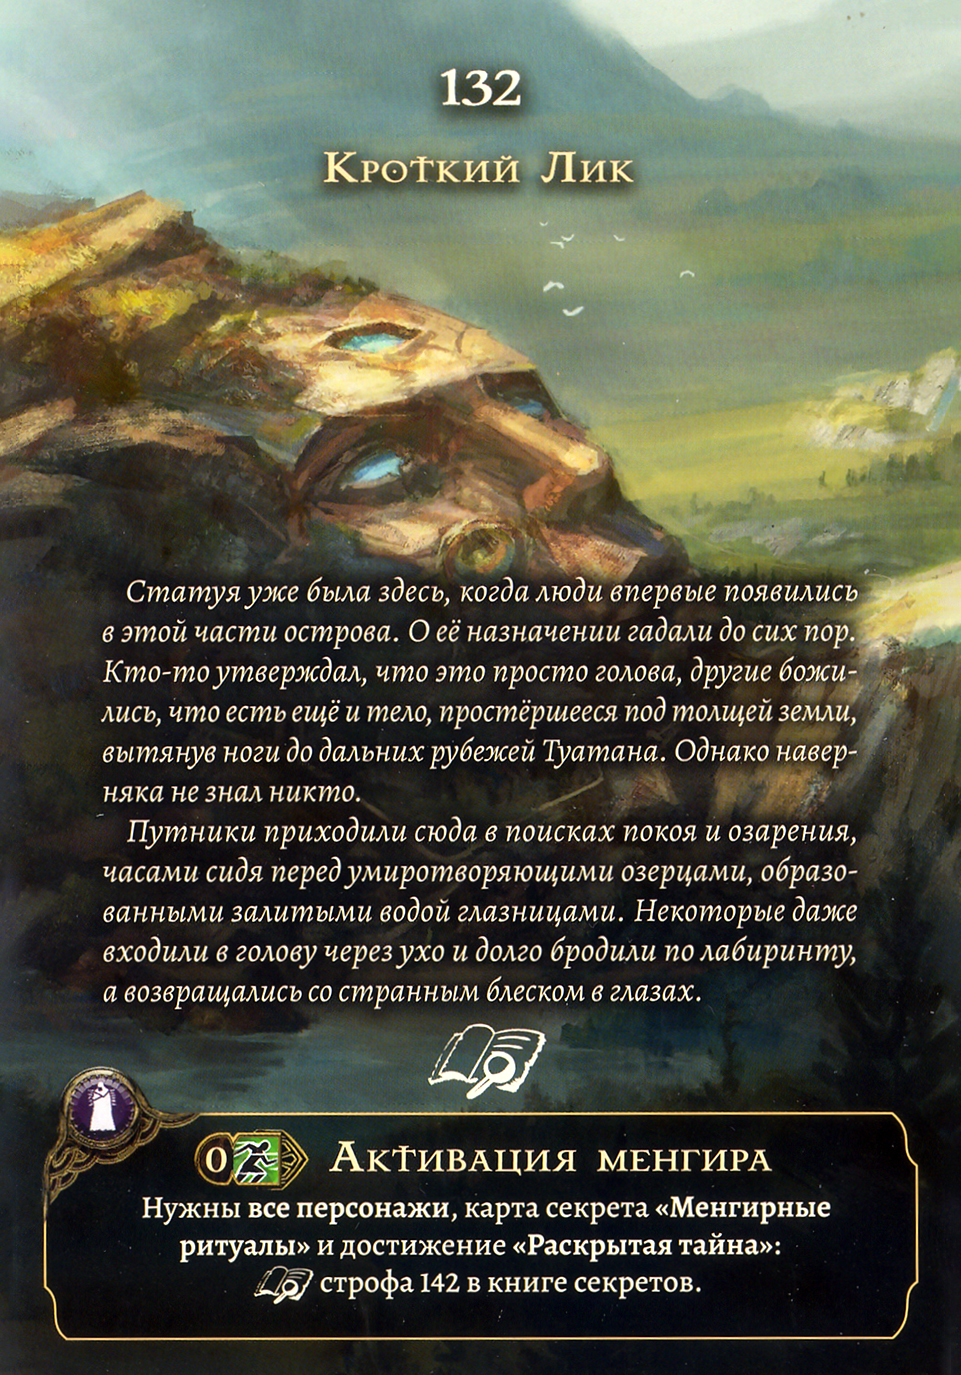 132
Кроткий Лик
Статуя уже была здесь, когда люди впервые появились
в этой части острова. О её назначении гадали до сих пор.
Кто-то утверждал, что это просто голова, другие божи-
лись, что есть ещё и тело, простёршееся под толщей земли,
вытянув ноги до дальних рубежей Туатана. Однако навер-
няка не знал никто.
Путники приходили сюда в поисках покоя и озарения,
часами сидя перед умиротворяющими озерцами, образо-
ванными залитыми водой глазницами. Некоторые даже
входили в голову через ухо и долго бродили по лабиринту,
а возвращались со странным блеском в глазах.
0 Активация менгира
Нужны все персонажи, карта секрета «Менгирные
ритуалы» и достижение «Раскрытая тайна»:
строфа 142 в книге секретов.